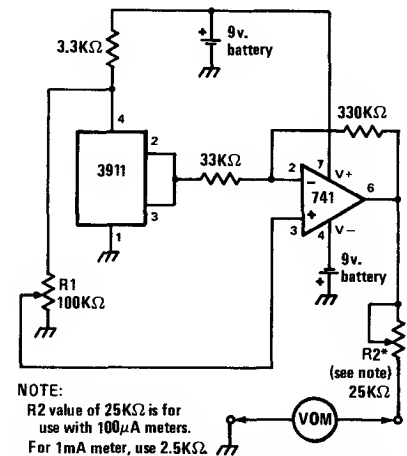 3.3KΩ
9v.
battery
4
330KΩ
2
3911
33KΩ
2
7
V+
6
741
3
3
4
V-
1
9v.
battery
R1
100KΩ
R2*
(see note)
25KΩ
NOTE:
R2 value of 25KΩ is for
use with 100μA meters.
For 1mA meter, use 2.5KΩ
VOM
+
+
-
+